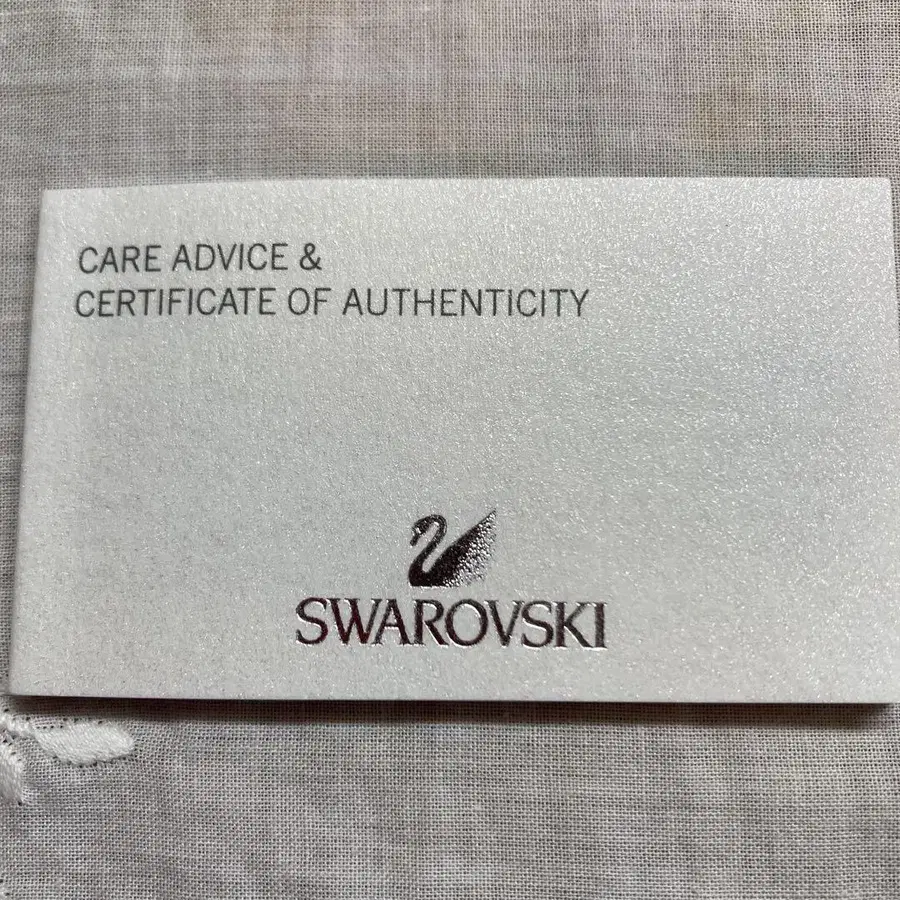 CARE ADVICE &
CERTIFICATE OF AUTHENTICITY
SWAROVSKI